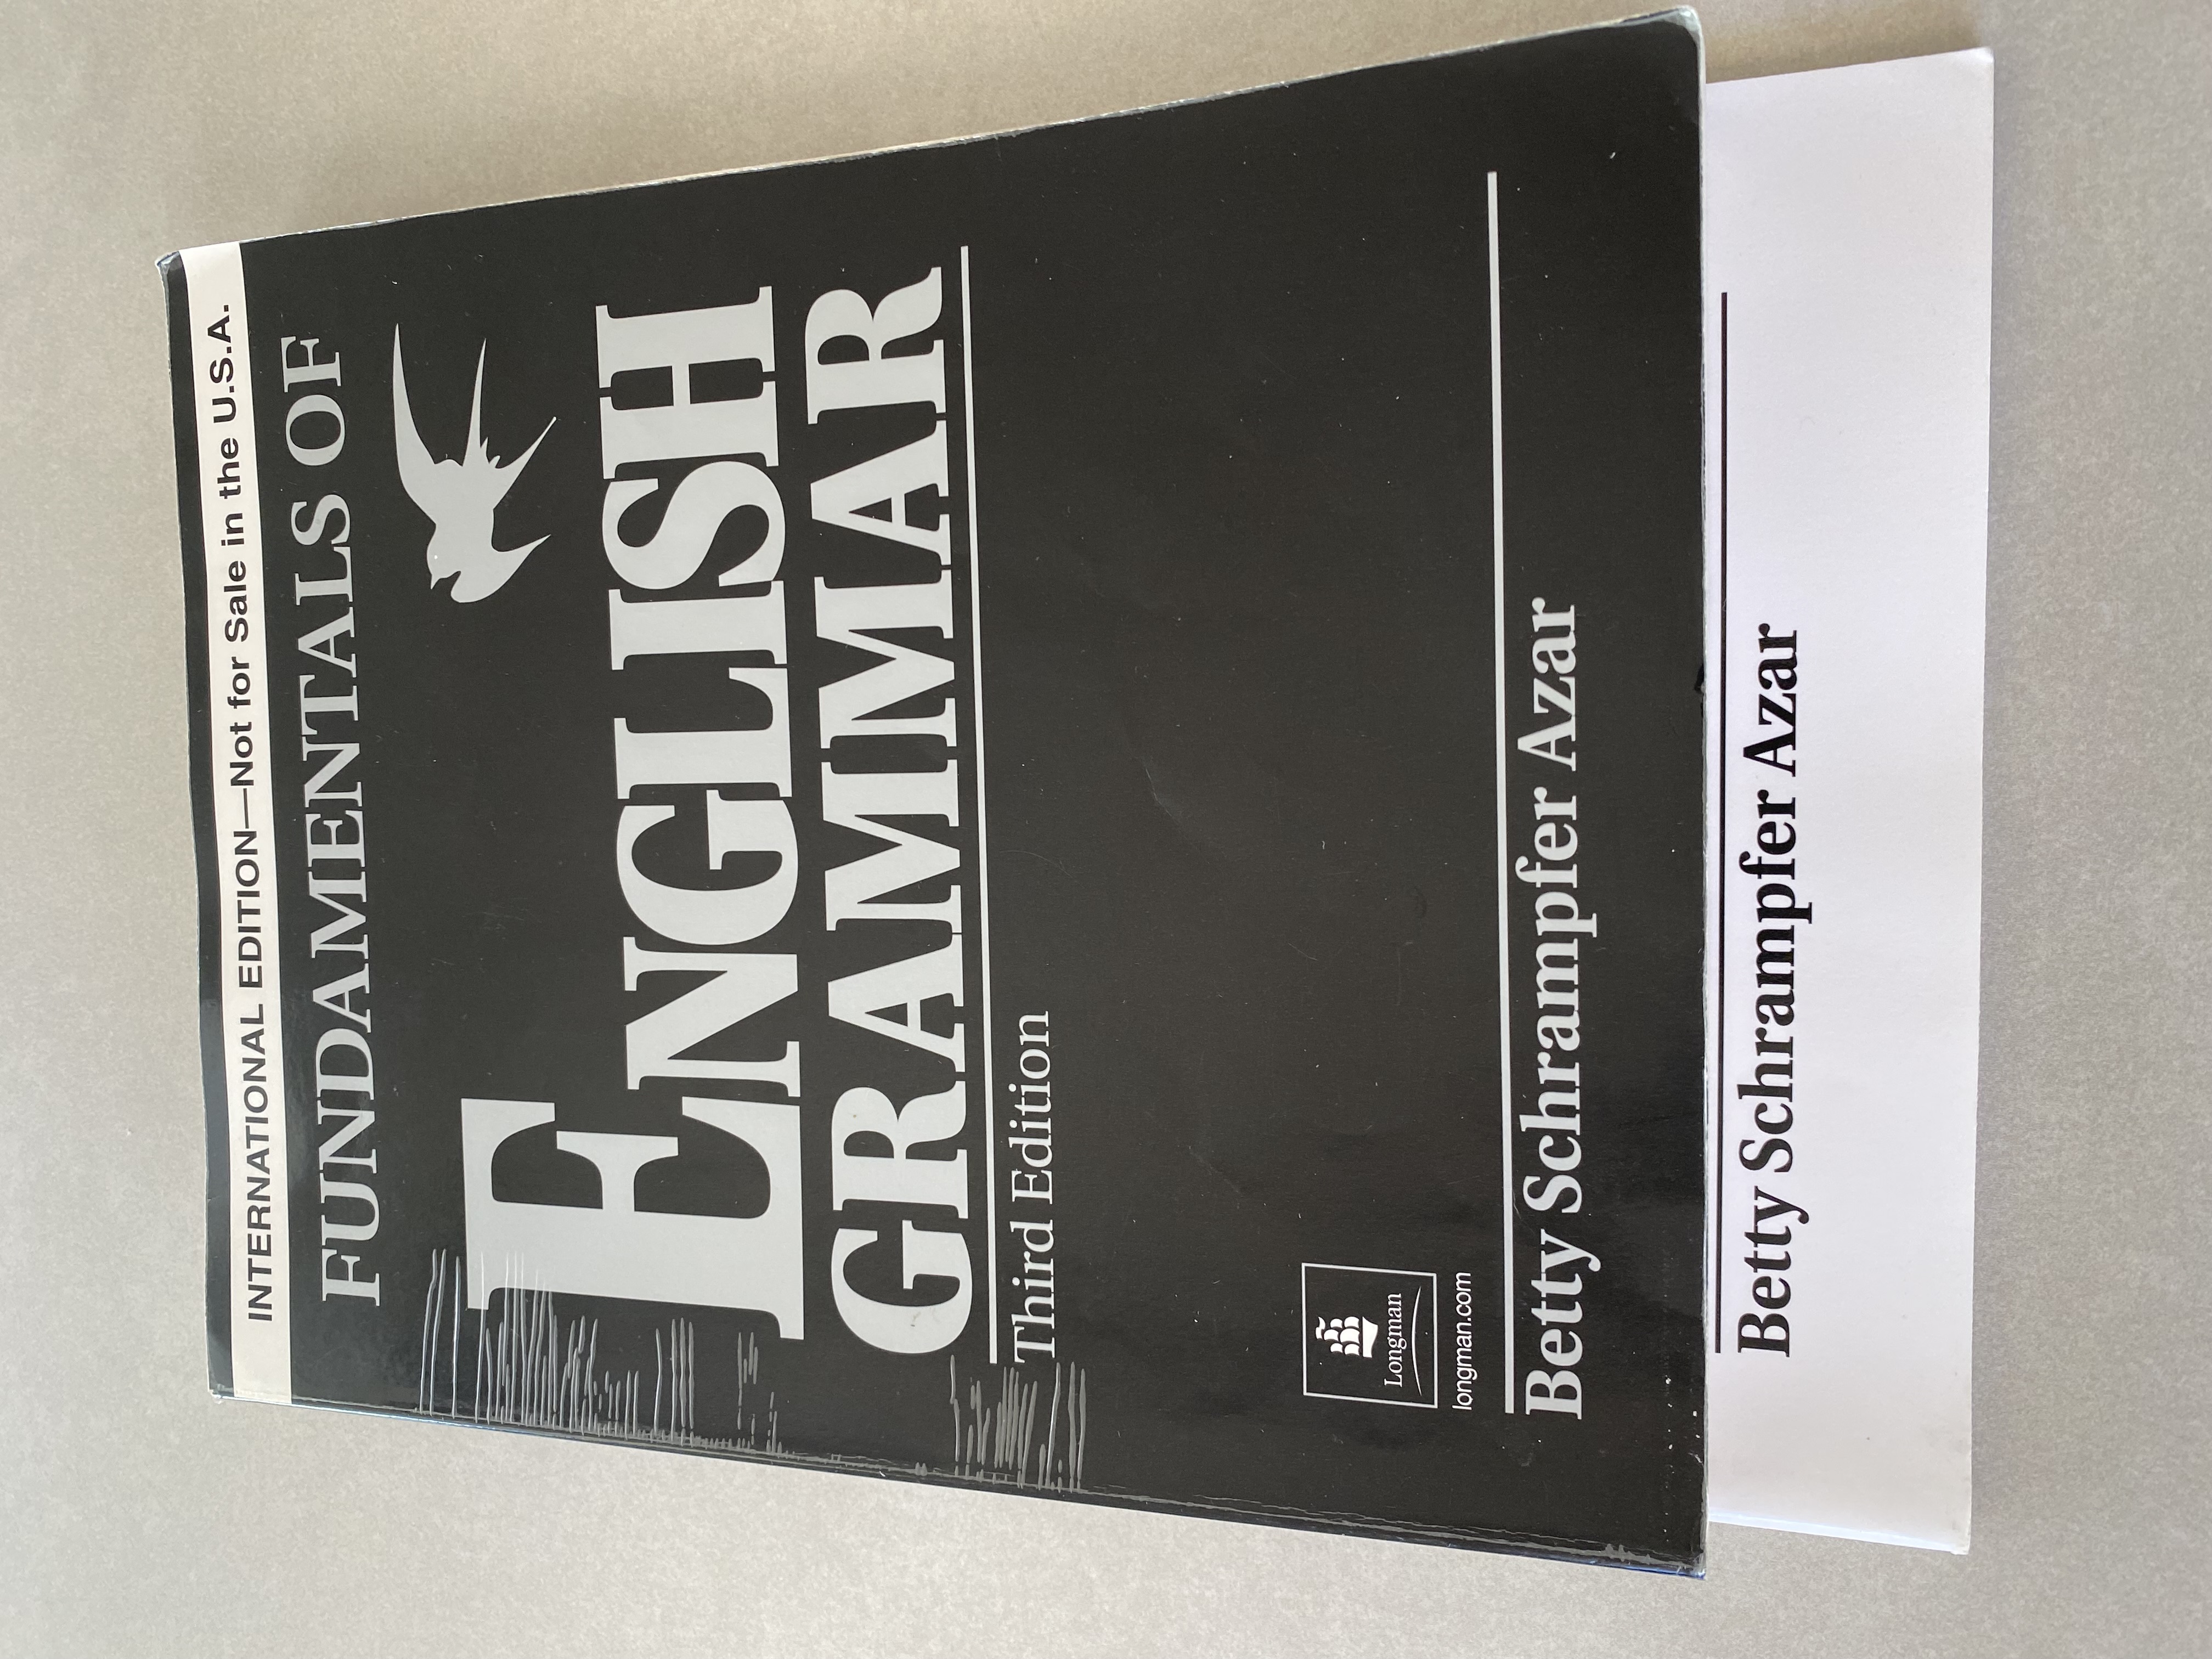 INTERNATIONAL EDITION—Not for Sale in the U.S.A.
FUNDAMENTALS OF
ENGLISH
GRAMMAR
Third Edition
Longman
longman.com
Betty Schrampfer Azar
Betty Schrampfer Azar